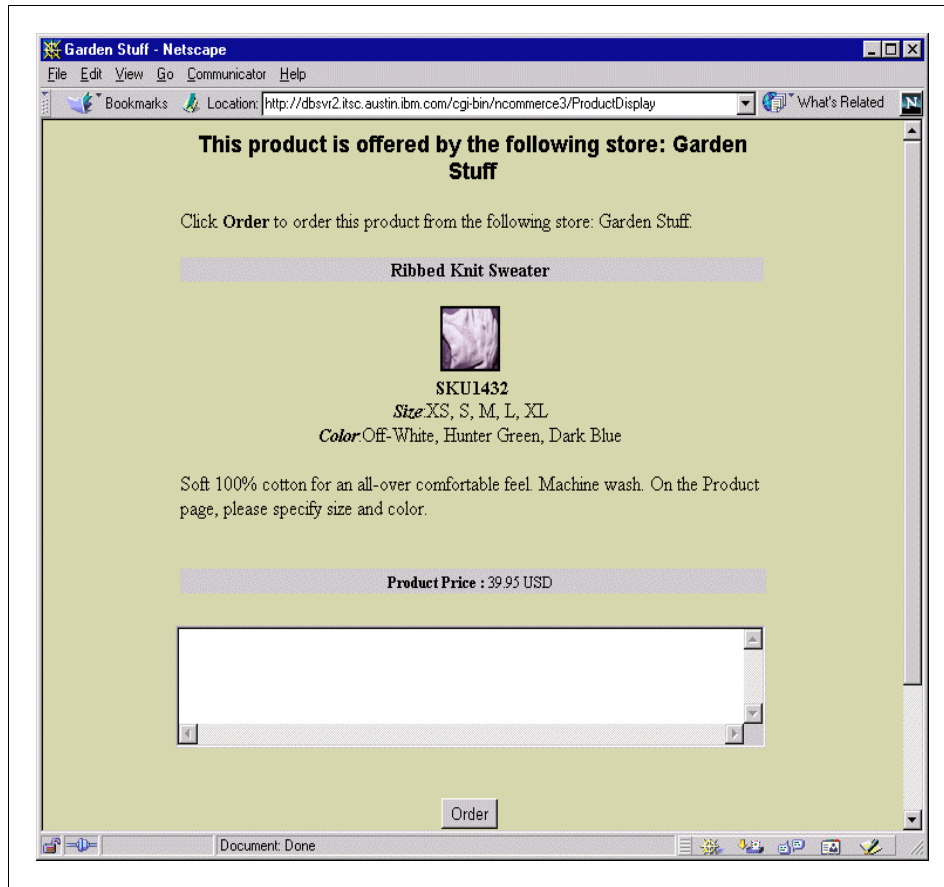 Garden Stuff - Netscape
File Edit View Go Communicator Help
Bookmarks Location: http://dbsvr2.itsc.austin.ibm.com/cgi-bin/ncommerce3/ProductDisplay What's Related N
This product is offered by the following store: Garden
Stuff
Click Order to order this product from the following store: Garden Stuff.
Ribbed Knit Sweater
SKU1432
Size:XS, S, M, L, XL
Color:Off-White, Hunter Green, Dark Blue
Soft 100% cotton for an all-over comfortable feel. Machine wash. On the Product
page, please specify size and color.
Product Price : 39.95 USD
Order
Document: Done